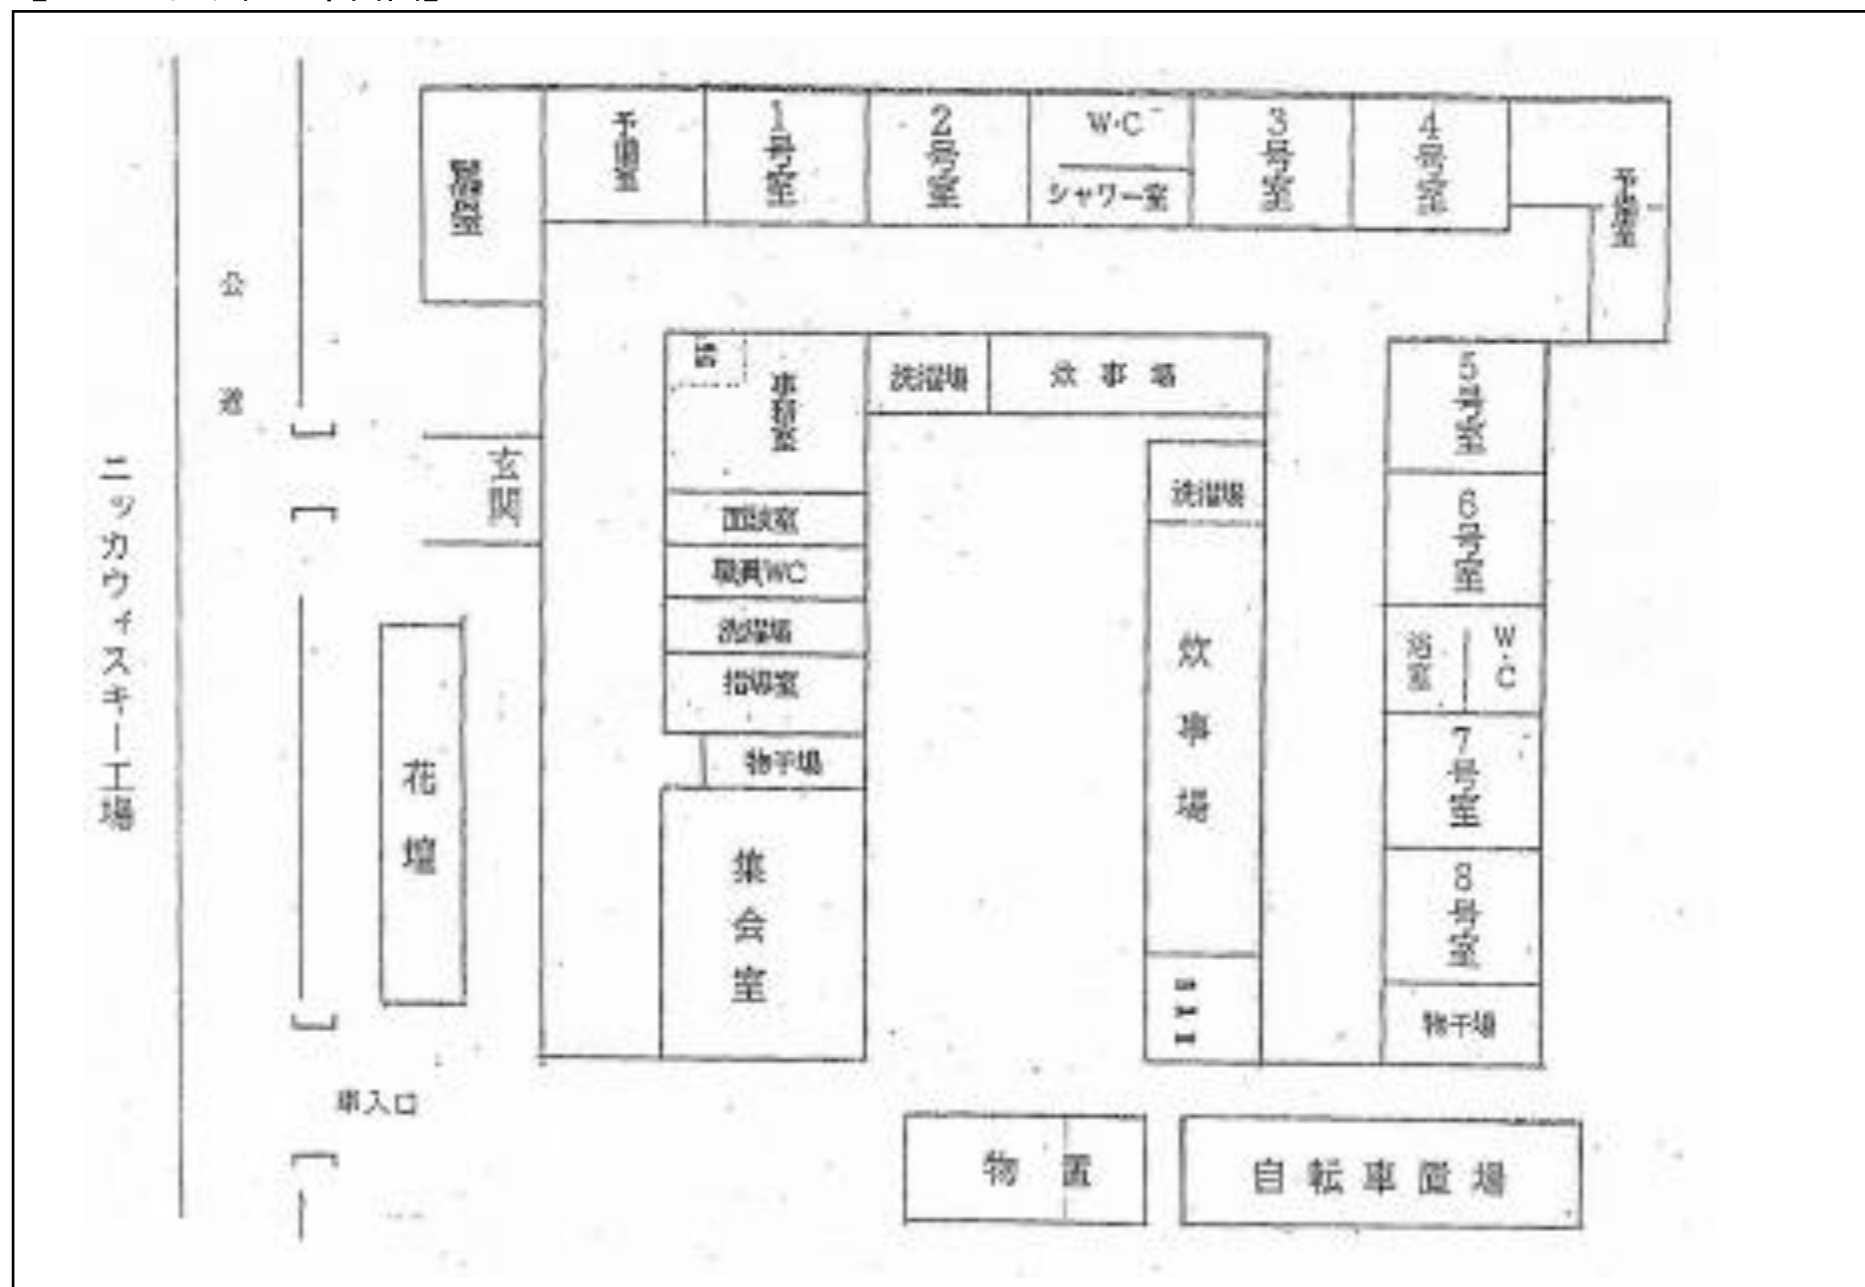 予備室
1号室
2号室
W·C
シャワー室
3号室
4号室
予備室
公道
ニッカウィスキー工場
玄関
事務室
洗濯場
炊事場
面談室
職員WC
洗濯場
指導室
物干場
集会室
花壇
洗濯場
炊事場
5号室
6号室
浴室
W·C
7号室
8号室
物干場
車入口
物置
自転車置場